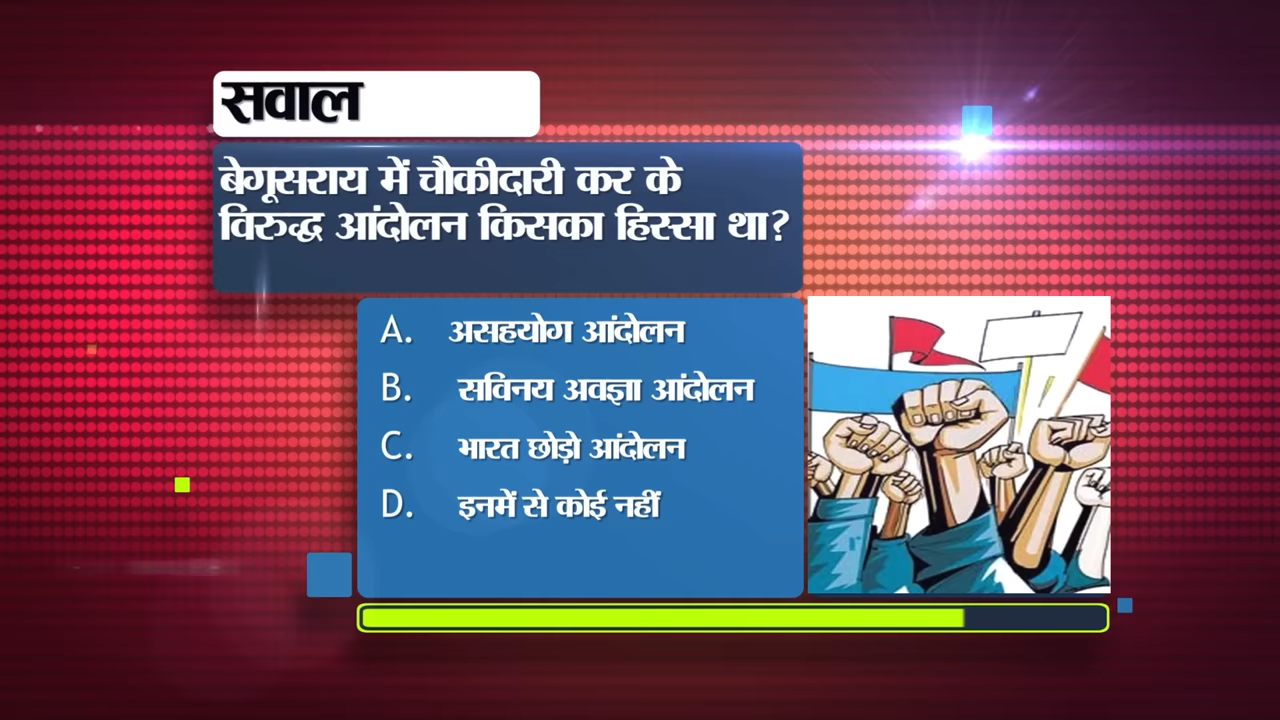 सवाल
बेगूसराय में चौकीदारी कर के
विरुद्ध आंदोलन किसका हिस्सा था?
A. असहयोग आंदोलन
B. सविनय अवज्ञा आंदोलन
C. भारत छोड़ो आंदोलन
D. इनमें से कोई नहीं